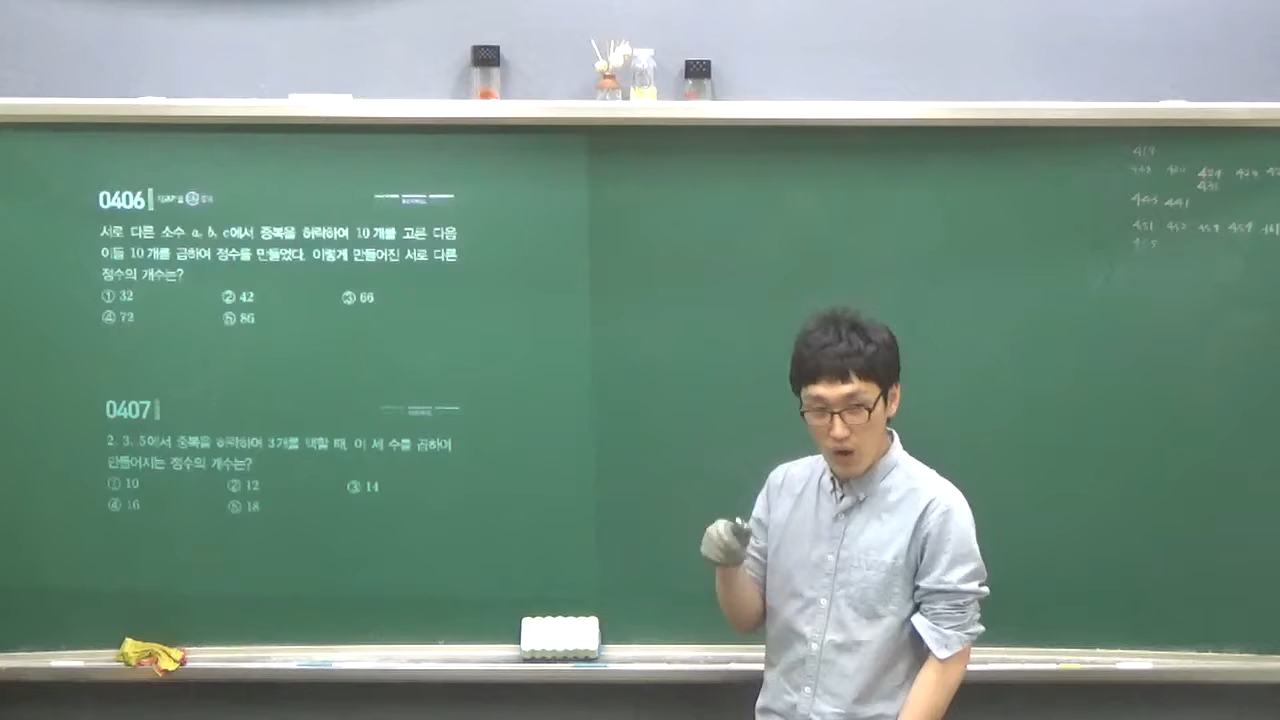 0406
서로 다른 소수 a, b, c에서 중복을 허락하여 10개를 고른 다음
이들 10개를 곱하여 정수를 만들었다. 이렇게 만들어진 서로 다른
정수의 개수는?
① 32 ② 42 ③ 66
④ 72 ⑤ 86
0407
2, 3, 5에서 중복을 허락하여 3개를 택할 때, 이 세 수를 곱하여
만들어지는 정수의 개수는?
① 10 ② 12 ③ 14
④ 16 ⑤ 18
419
441
451 452